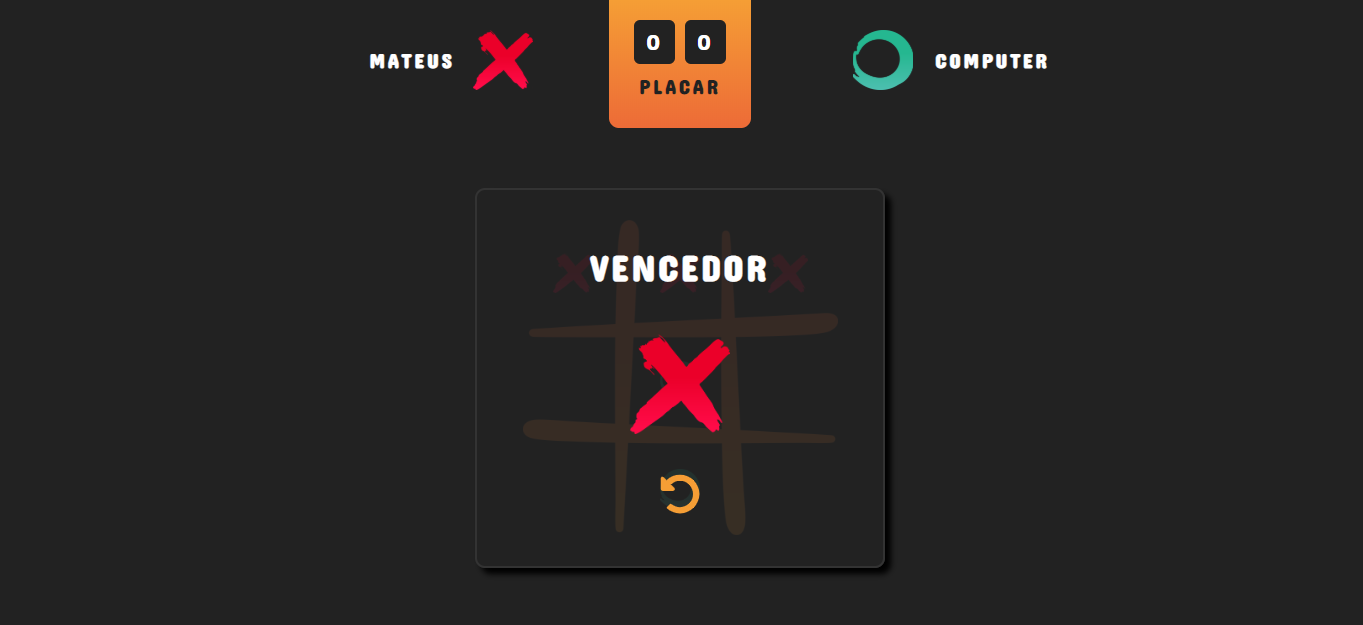 MATEUS
0 0
PLACAR
COMPUTER
VENCEDOR